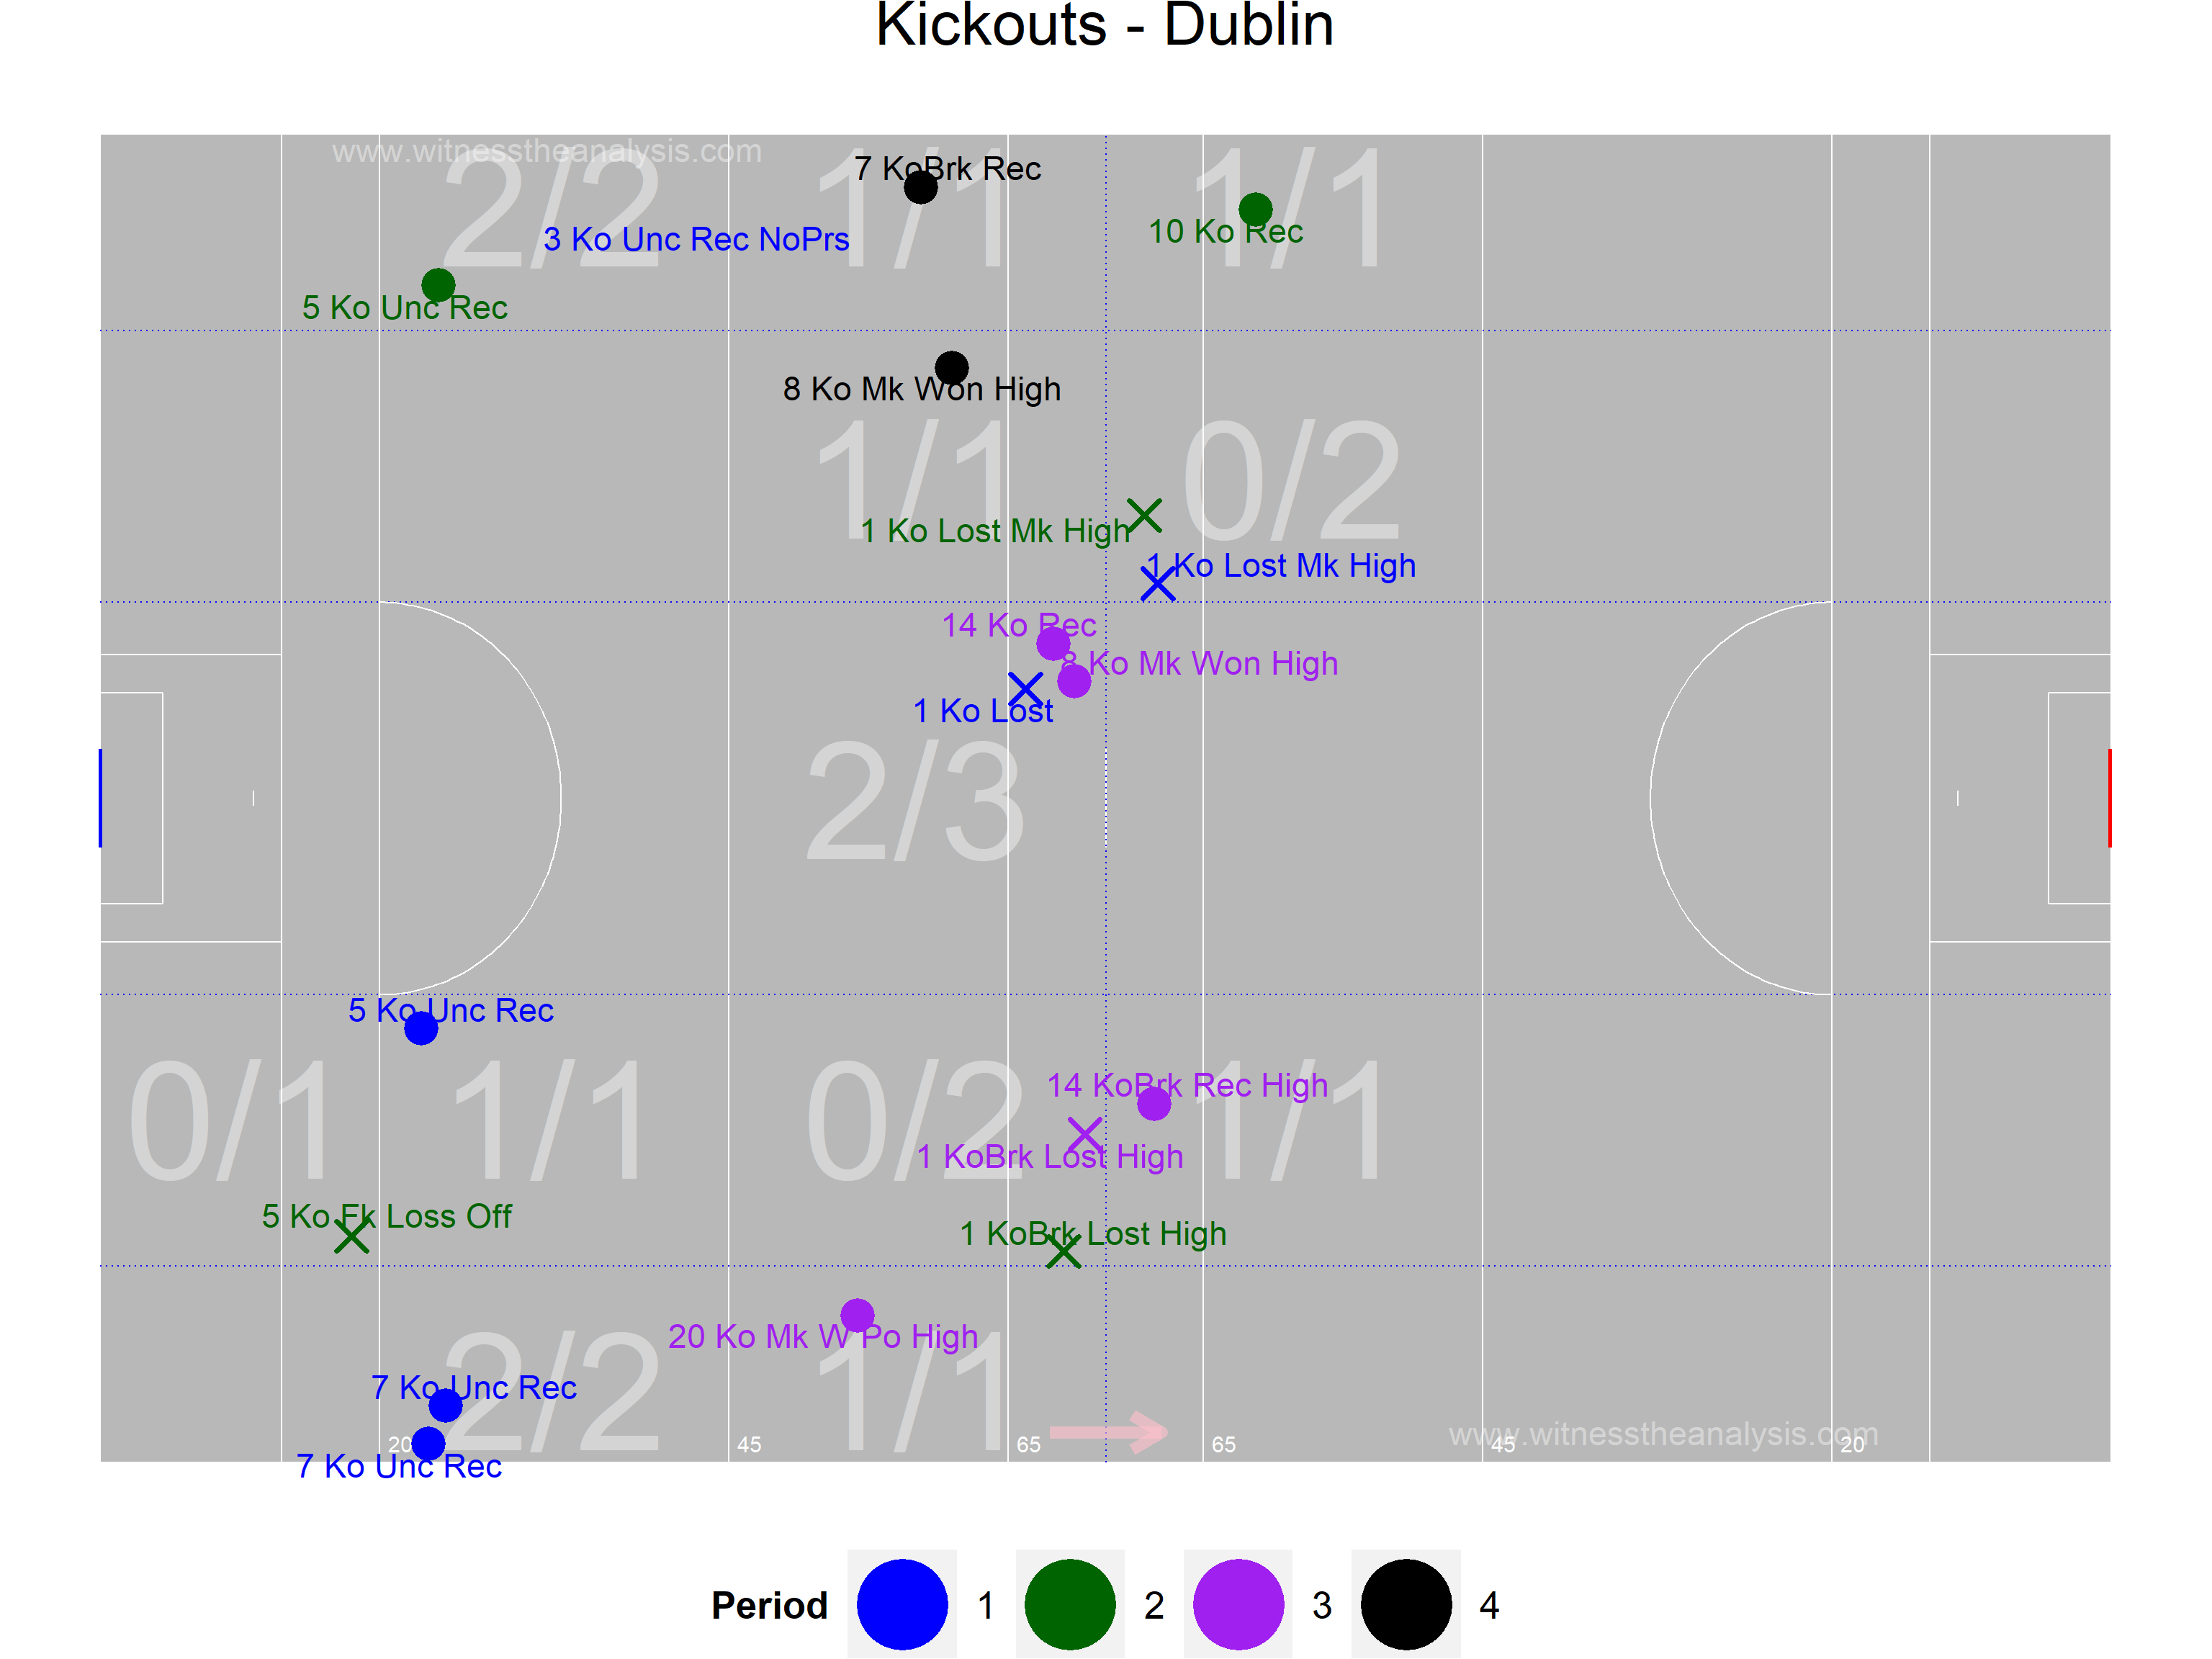 Kickouts - Dublin
www.witnesstheanalysis.com
2/2
1/1
1/1
7 KoBrk Rec
3 Ko Unc Rec NoPrs
10 Ko Rec
5 Ko Unc Rec
8 Ko Mk Won High
1/1
0/2
1 Ko Lost Mk High
1 Ko Lost Mk High
14 Ko Rec
8 Ko Mk Won High
1 Ko Lost
2/3
5 Ko Unc Rec
0/1
1/1
0/2
1/1
14 KoBrk Rec High
1 KoBrk Lost High
5 Ko Fk Loss Off
1 KoBrk Lost High
20 Ko Mk W Po High
2/2
1/1
7 Ko Unc Rec
7 Ko Unc Rec
20
45
65
65
45
20
www.witnesstheanalysis.com
Period 1 2 3 4